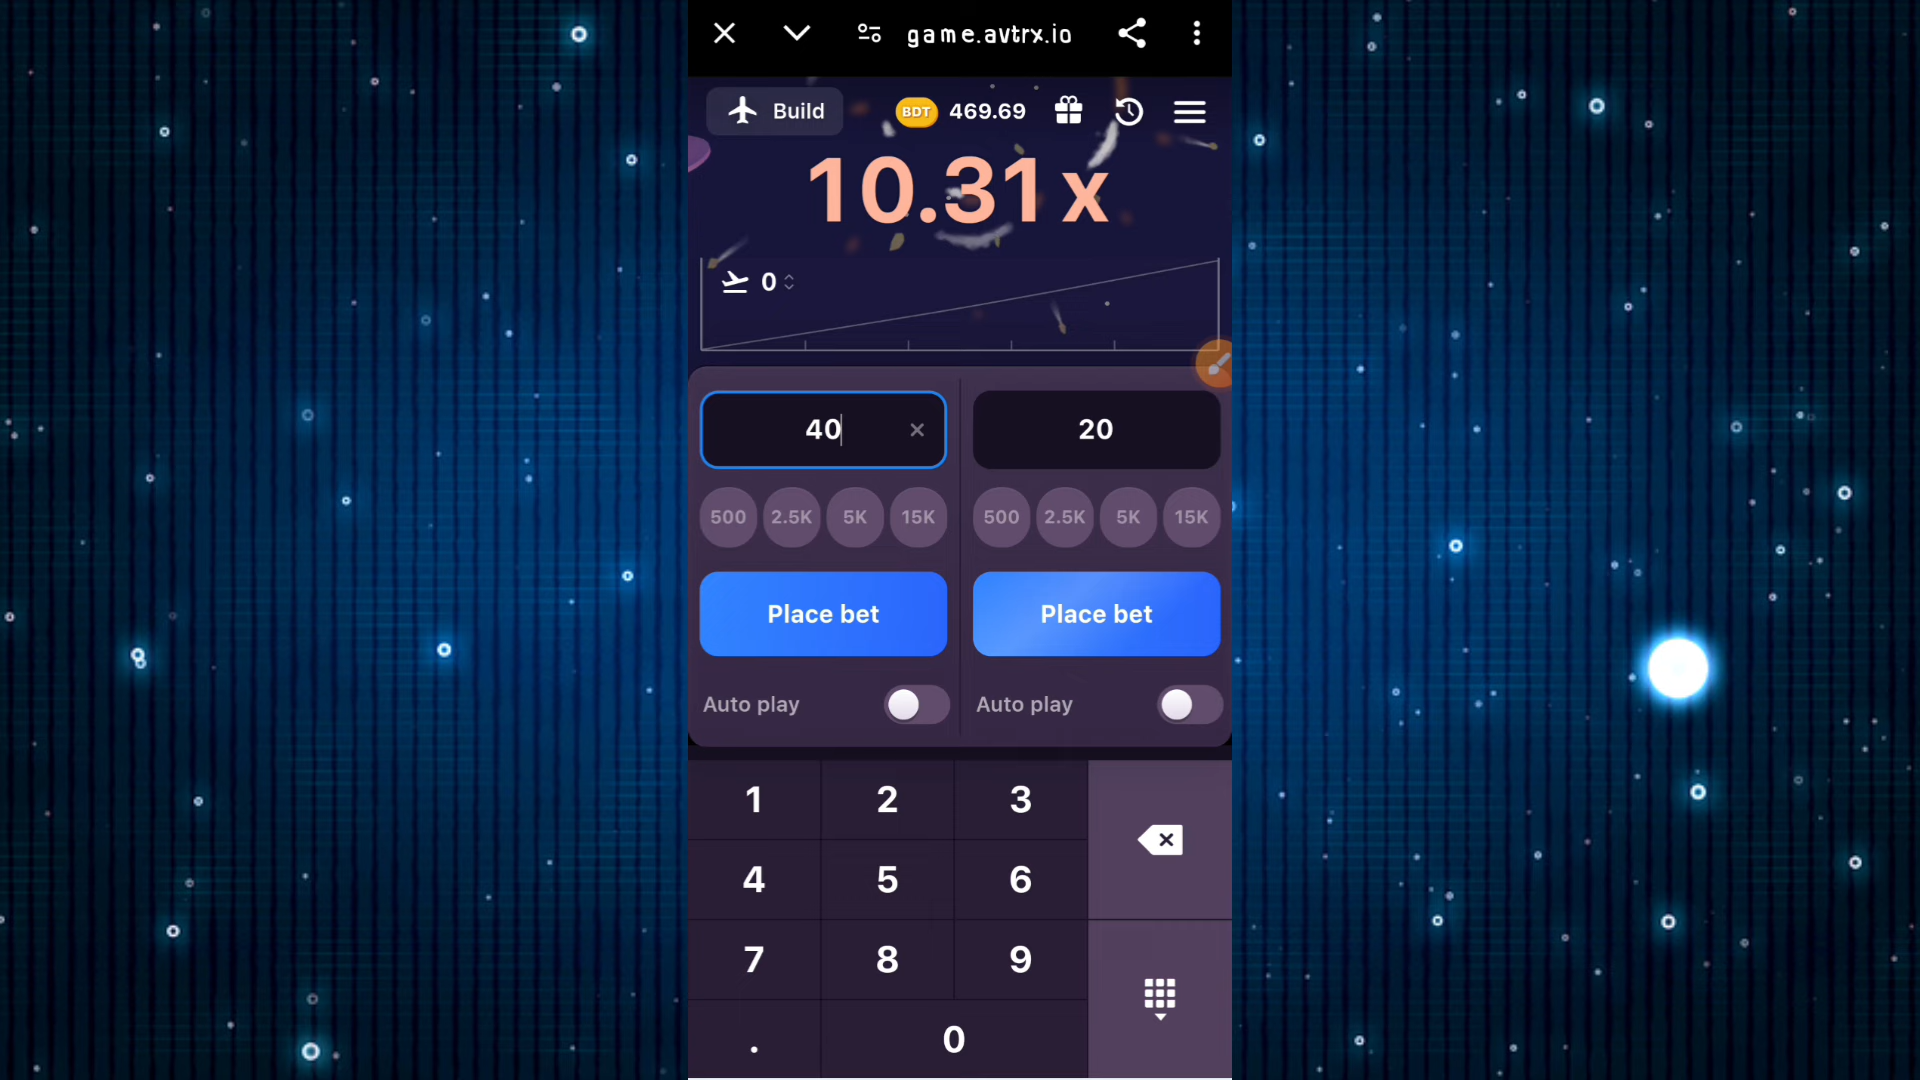 game.avtrx.io
Build BDT 469.69
10.31x
0
40 20
500 2.5K 5K 15K 500 2.5K 5K 15K
Place bet Place bet
Auto play Auto play
1 2 3
4 5 6
7 8 9
. 0